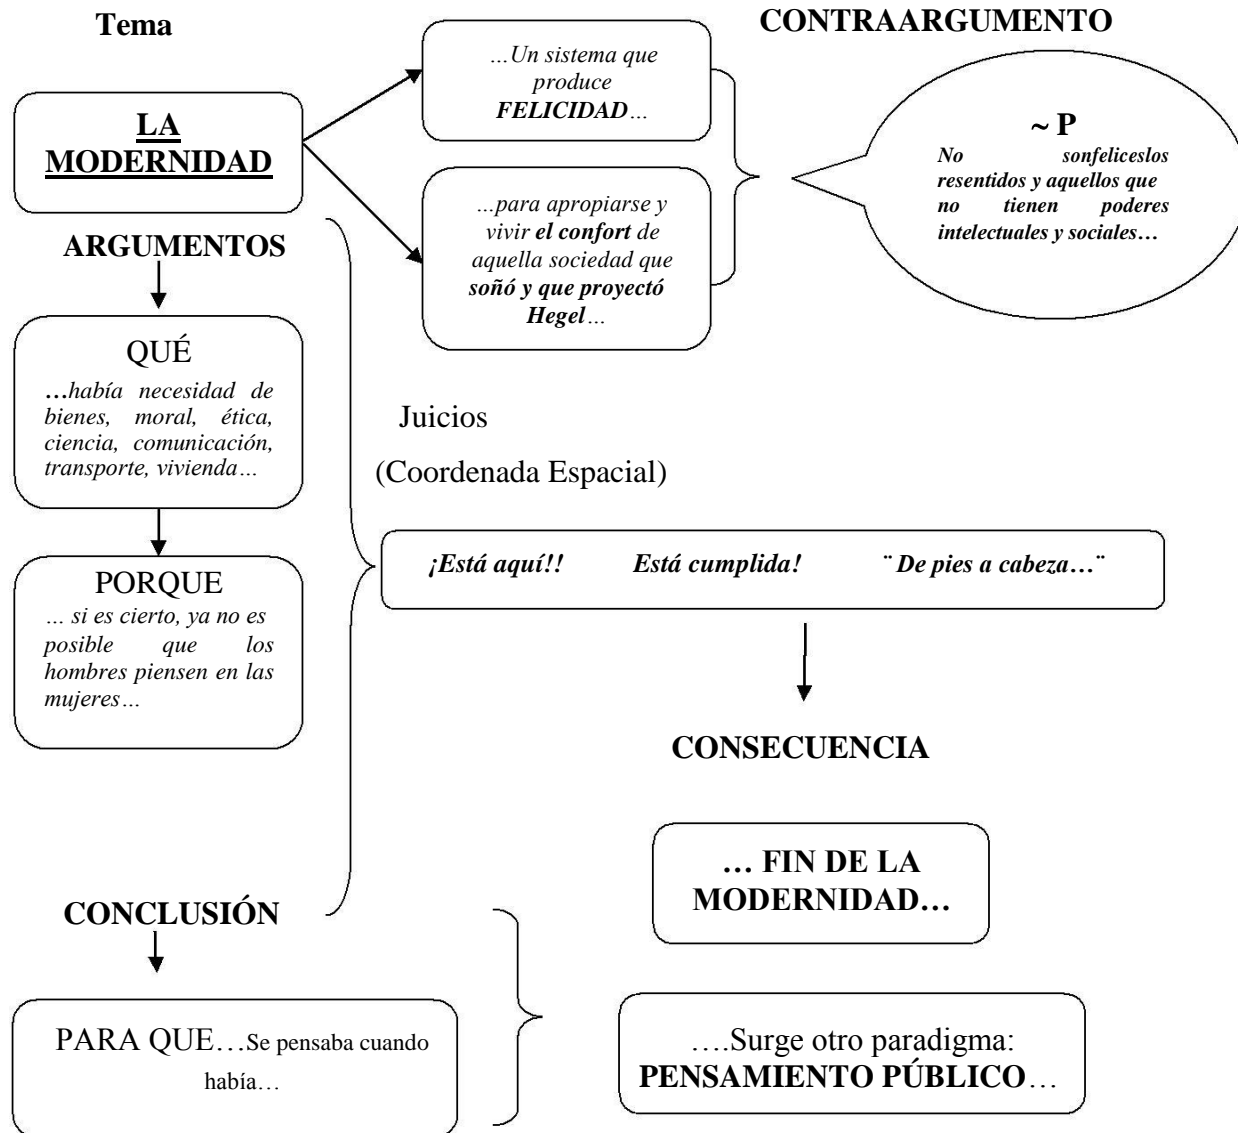 Tema
LA
MODERNIDAD
…Un sistema que
produce
FELICIDAD…
…para apropiarse y
vivir el confort de
aquella sociedad que
soñó y que proyectó
Hegel…
CONTRAARGUMENTO
~ P
No sonfeliceslos
resentidos y aquellos que
no tienen poderes
intelectuales y sociales…
ARGUMENTOS
QUÉ
…había necesidad de
bienes, moral, ética,
ciencia, comunicación,
transporte, vivienda…
PORQUE
… si es cierto, ya no es
posible que los
hombres piensen en las
mujeres…
Juicios
(Coordenada Espacial)
¡Está aquí!! Está cumplida! ¨ De pies a cabeza…¨
CONSECUENCIA
… FIN DE LA
MODERNIDAD…
CONCLUSIÓN
PARA QUE…Se pensaba cuando
había…
….Surge otro paradigma:
PENSAMIENTO PÚBLICO…